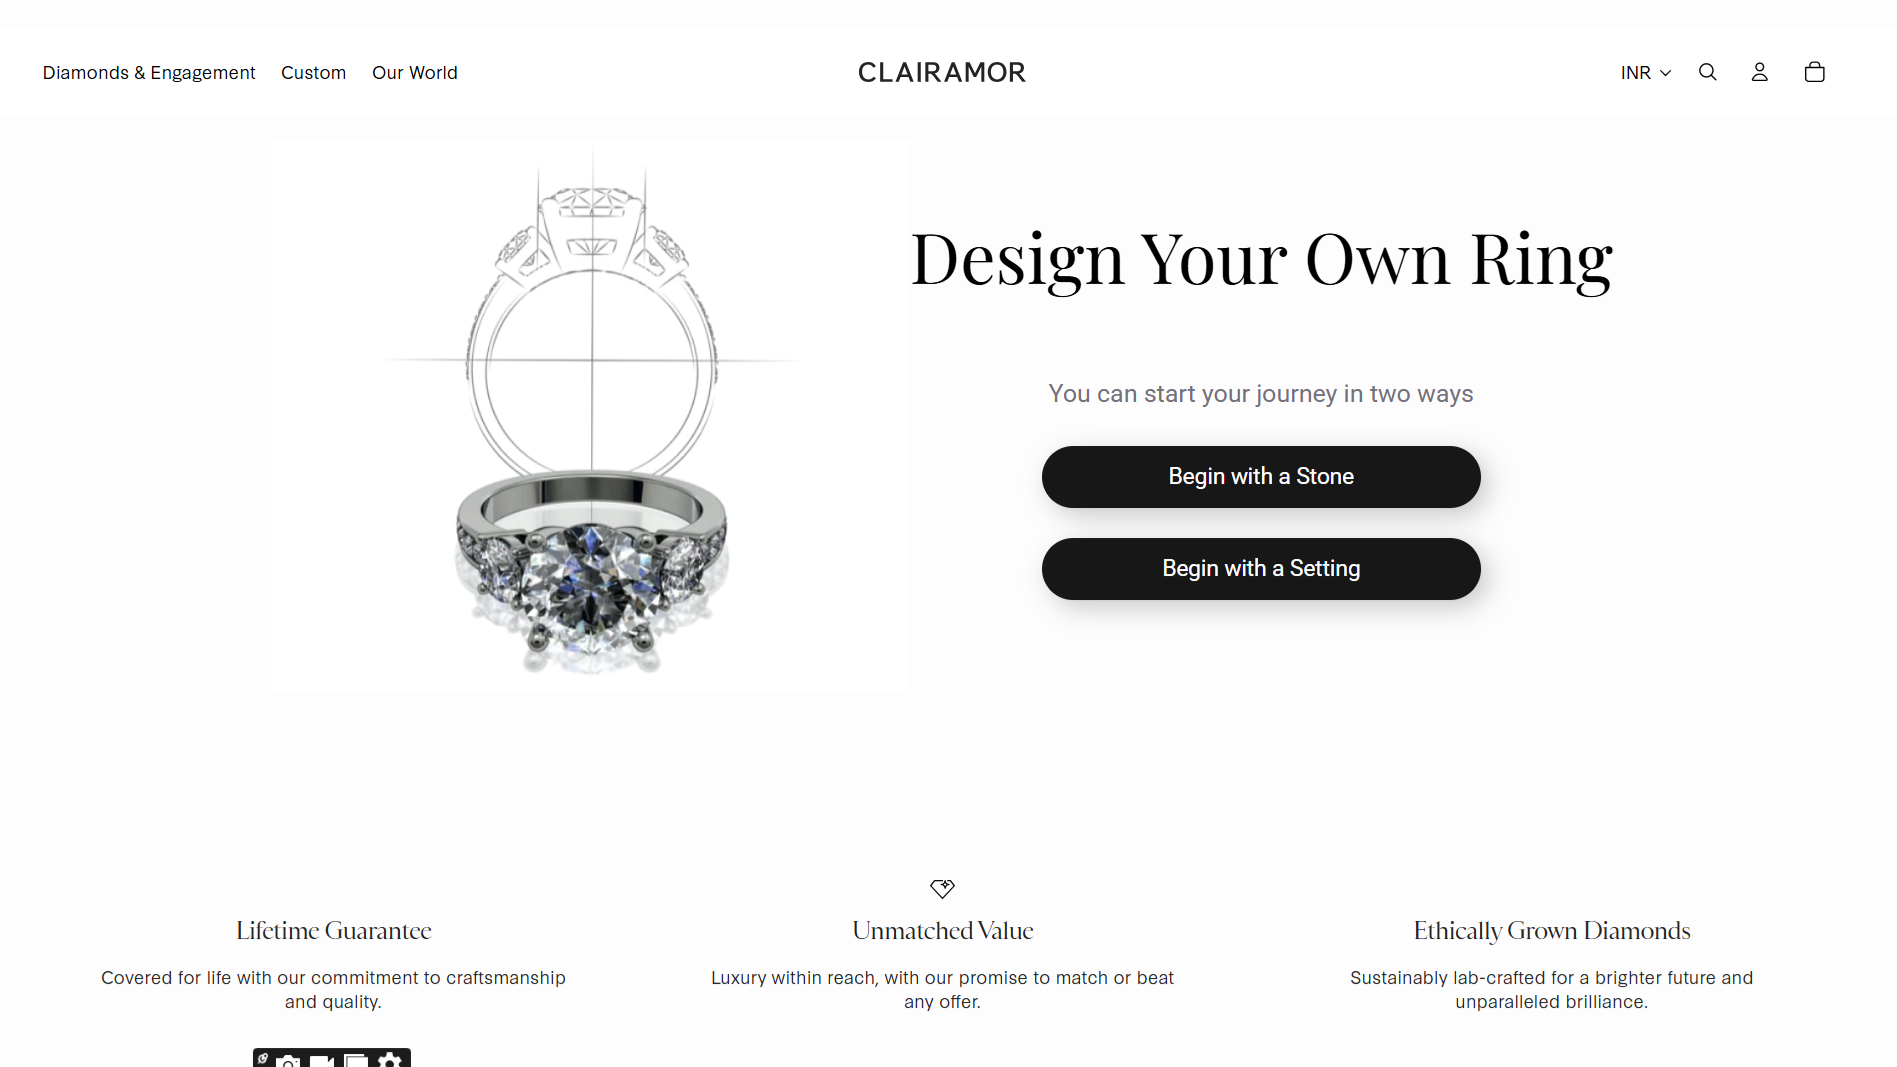 Diamonds & Engagement Custom Our World CLAIRAMOR INR
Design Your Own Ring
You can start your journey in two ways
Begin with a Stone
Begin with a Setting
Lifetime Guarantee
Covered for life with our commitment to craftsmanship
and quality.
Unmatched Value
Luxury within reach, with our promise to match or beat
any offer.
Ethically Grown Diamonds
Sustainably lab-crafted for a brighter future and
unparalleled brilliance.